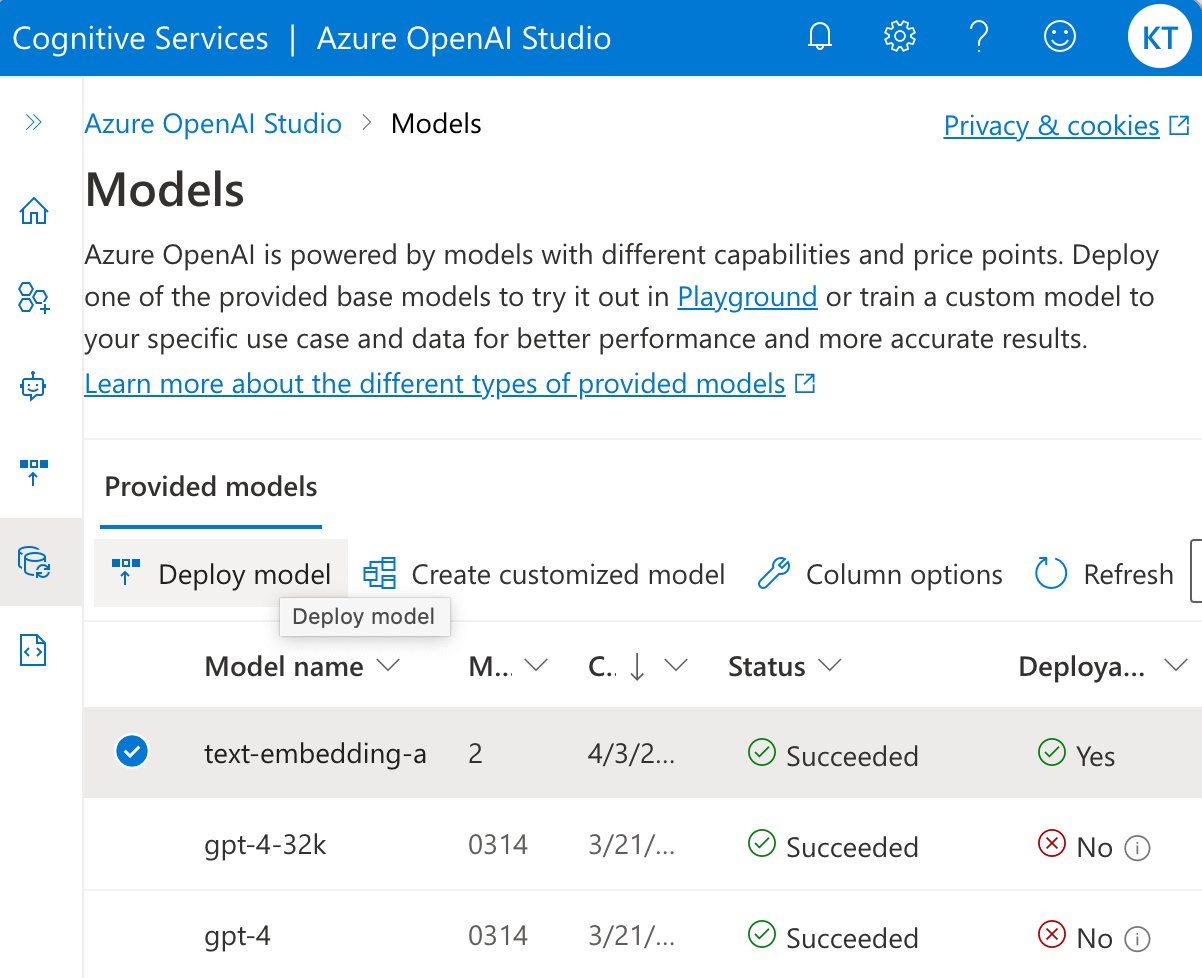 Cognitive Services | Azure OpenAI Studio
KT
Azure OpenAI Studio > Models
Privacy & cookies
Models
Azure OpenAI is powered by models with different capabilities and price points. Deploy
one of the provided base models to try it out in Playground or train a custom model to
your specific use case and data for better performance and more accurate results.
Learn more about the different types of provided models
Provided models
Deploy model Create customized model Column options Refresh
Deploy model
Model name M... C.. Status Deploya...
text-embedding-a 2 4/3/2... Succeeded Yes
gpt-4-32k 0314 3/21/... Succeeded No
gpt-4 0314 3/21/... Succeeded No